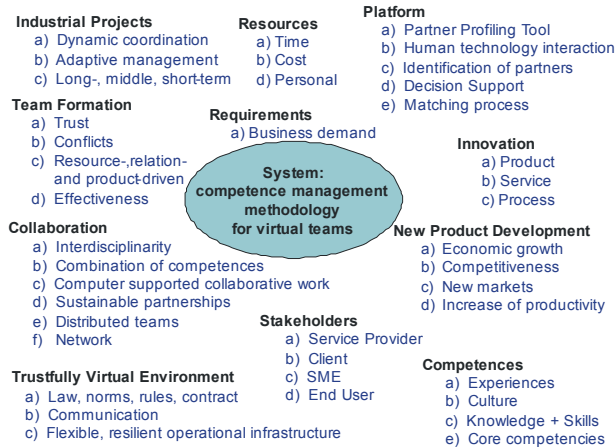 Industrial Projects
a) Dynamic coordination
b) Adaptive management
c) Long-, middle, short-term
Resources
a) Time
b) Cost
d) Personal
Platform
a) Partner Profiling Tool
b) Human technology interaction
c) Identification of partners
d) Decision Support
e) Matching process
Team Formation
a) Trust
b) Conflicts
c) Resource-,relation-
and product-driven
d) Effectiveness
Requirements
a) Business demand
Innovation
a) Product
b) Service
c) Process
System:
competence management
methodology
for virtual teams
Collaboration
a) Interdisciplinarity
b) Combination of competences
c) Computer supported collaborative work
d) Sustainable partnerships
e) Distributed teams
f) Network
New Product Development
a) Economic growth
b) Competitiveness
c) New markets
d) Increase of productivity
Stakeholders
a) Service Provider
b) Client
c) SME
d) End User
Trustfully Virtual Environment
a) Law, norms, rules, contract
b) Communication
c) Flexible, resilient operational infrastructure
Competences
a) Experiences
b) Culture
c) Knowledge + Skills
e) Core competencies